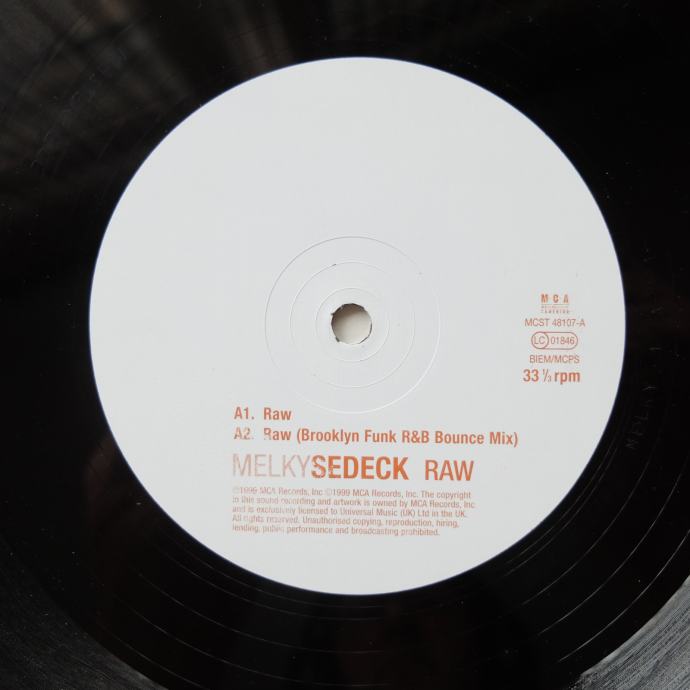 MCA
MCST 48107-A
LC 01846
BIEM/MCPS
33 ⅓ rpm
A1. Raw
A2. Raw (Brooklyn Funk R&B Bounce Mix)
MELKYSEDECK RAW
℗1999 MCA Records, Inc ©1999 MCA Records, Inc. The copyright
in this sound recording and artwork is owned by MCA Records, Inc
and is exclusively licensed to Universal Music (UK) Ltd in the UK.
All rights reserved. Unauthorised copying, reproduction, hiring,
lending, public performance and broadcasting prohibited.